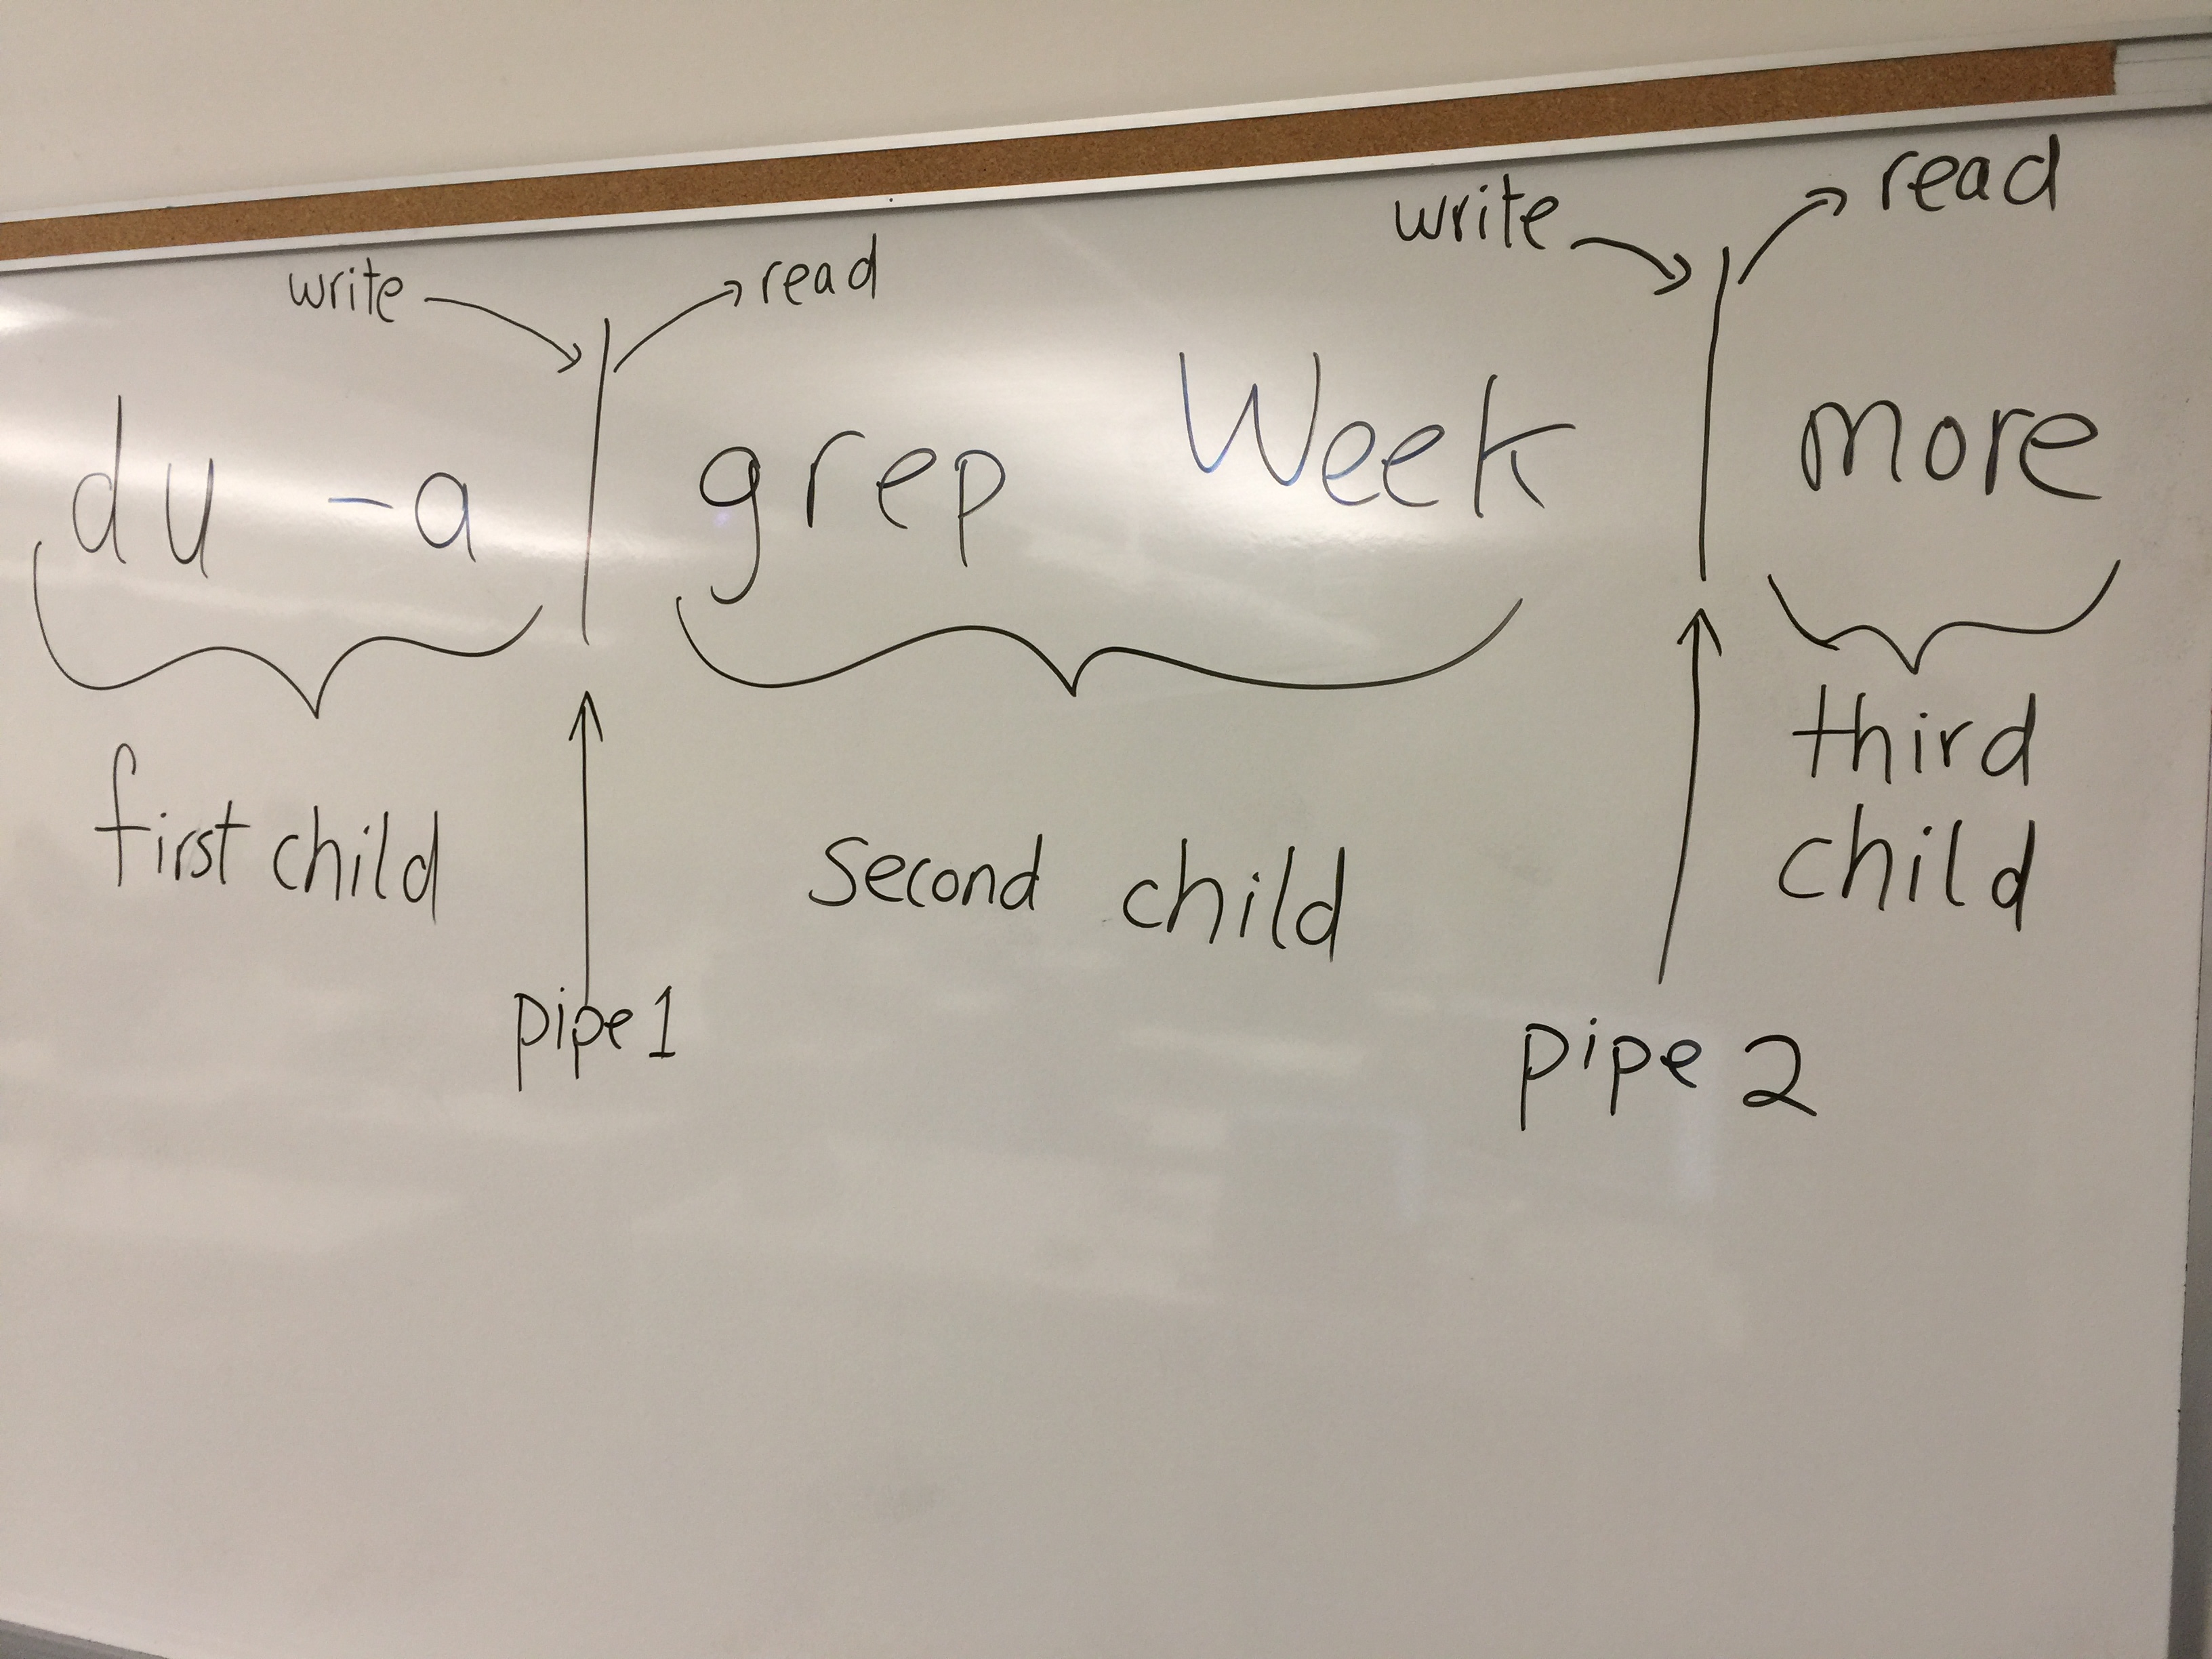 write read write read
du -a | grep Week | more
first child second child third child
pipe 1 pipe 2